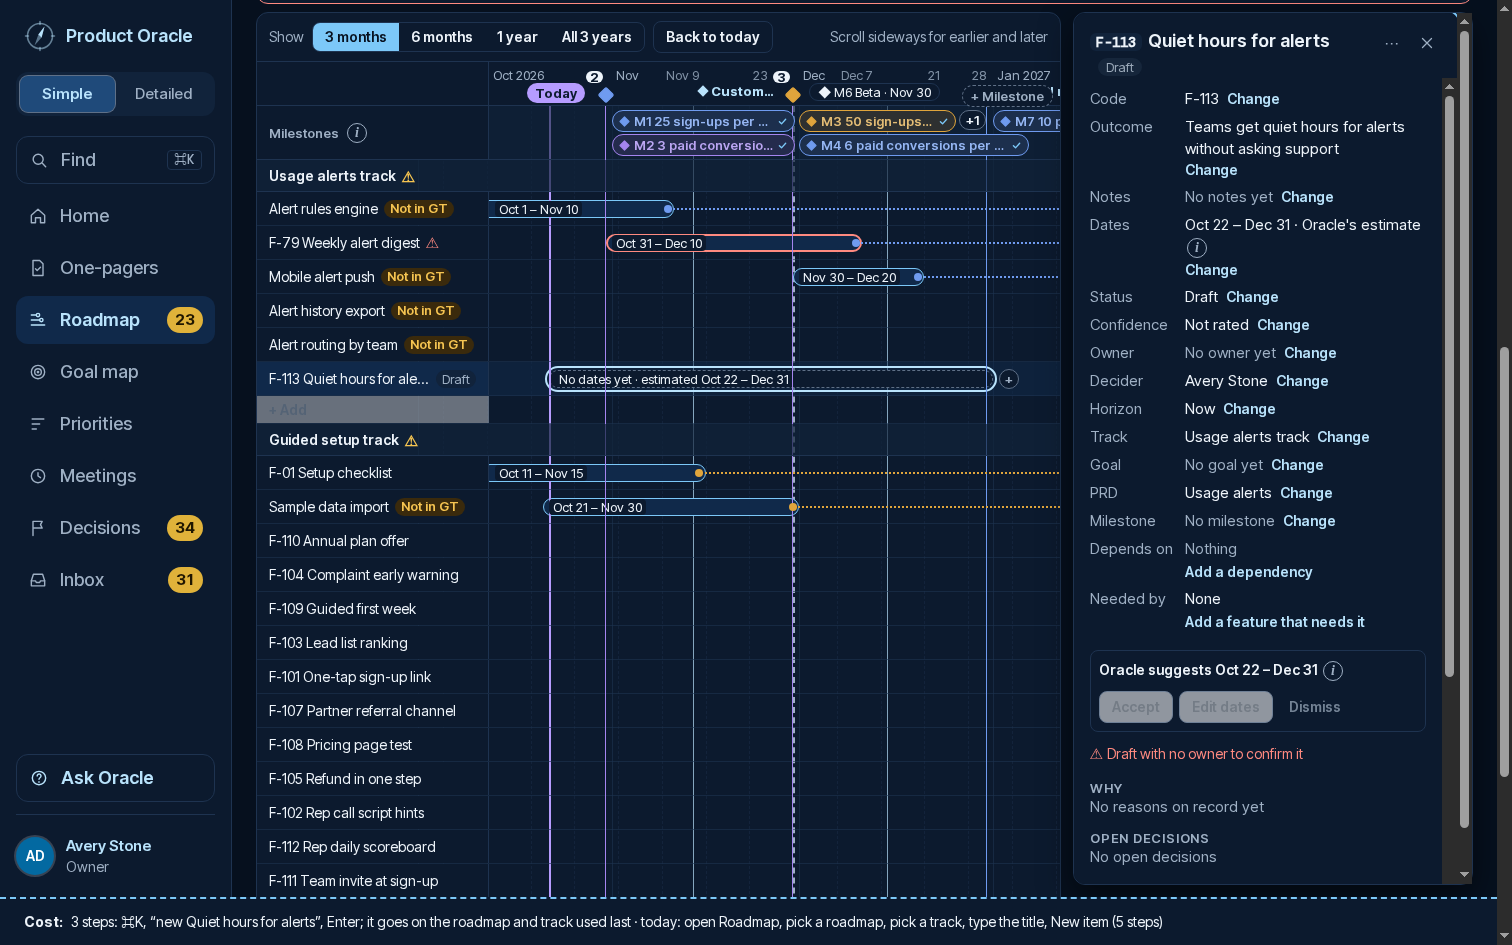 Product Oracle
Simple
Detailed
Find
⌘K
Home
One-pagers
Roadmap
23
Goal map
Priorities
Meetings
Decisions
34
Inbox
31
Ask Oracle
AD
Avery Stone
Owner
Show
3 months
6 months
1 year
All 3 years
Back to today
Scroll sideways for earlier and later
Oct 2026
2
Nov
Nov 9
23
3
Dec
Dec 7
21
28
Jan 2027
Today
Custom...
M6 Beta · Nov 30
+ Milestone
Milestones
i
M1 25 sign-ups per ...
M3 50 sign-ups...
+1
M7 10 p
M2 3 paid conversio...
M4 6 paid conversions per ...
Usage alerts track
Alert rules engine
Not in GT
Oct 1 – Nov 10
F-79 Weekly alert digest
Oct 31 – Dec 10
Mobile alert push
Not in GT
Nov 30 – Dec 20
Alert history export
Not in GT
Alert routing by team
Not in GT
F-113 Quiet hours for ale...
Draft
No dates yet · estimated Oct 22 – Dec 31
+
+ Add
Guided setup track
F-01 Setup checklist
Oct 11 – Nov 15
Sample data import
Not in GT
Oct 21 – Nov 30
F-110 Annual plan offer
F-104 Complaint early warning
F-109 Guided first week
F-103 Lead list ranking
F-101 One-tap sign-up link
F-107 Partner referral channel
F-108 Pricing page test
F-105 Refund in one step
F-102 Rep call script hints
F-112 Rep daily scoreboard
F-111 Team invite at sign-up
F-113 Quiet hours for alerts
Draft
Code F-113 Change
Outcome Teams get quiet hours for alerts
without asking support
Change
Notes No notes yet Change
Dates Oct 22 – Dec 31 · Oracle's estimate
i
Change
Status Draft Change
Confidence Not rated Change
Owner No owner yet Change
Decider Avery Stone Change
Horizon Now Change
Track Usage alerts track Change
Goal No goal yet Change
PRD Usage alerts Change
Milestone No milestone Change
Depends on Nothing
Add a dependency
Needed by None
Add a feature that needs it
Oracle suggests Oct 22 – Dec 31 i
Accept
Edit dates
Dismiss
Draft with no owner to confirm it
WHY
No reasons on record yet
OPEN DECISIONS
No open decisions
Cost: 3 steps: ⌘K, “new Quiet hours for alerts”, Enter; it goes on the roadmap and track used last · today: open Roadmap, pick a roadmap, pick a track, type the title, New item (5 steps)